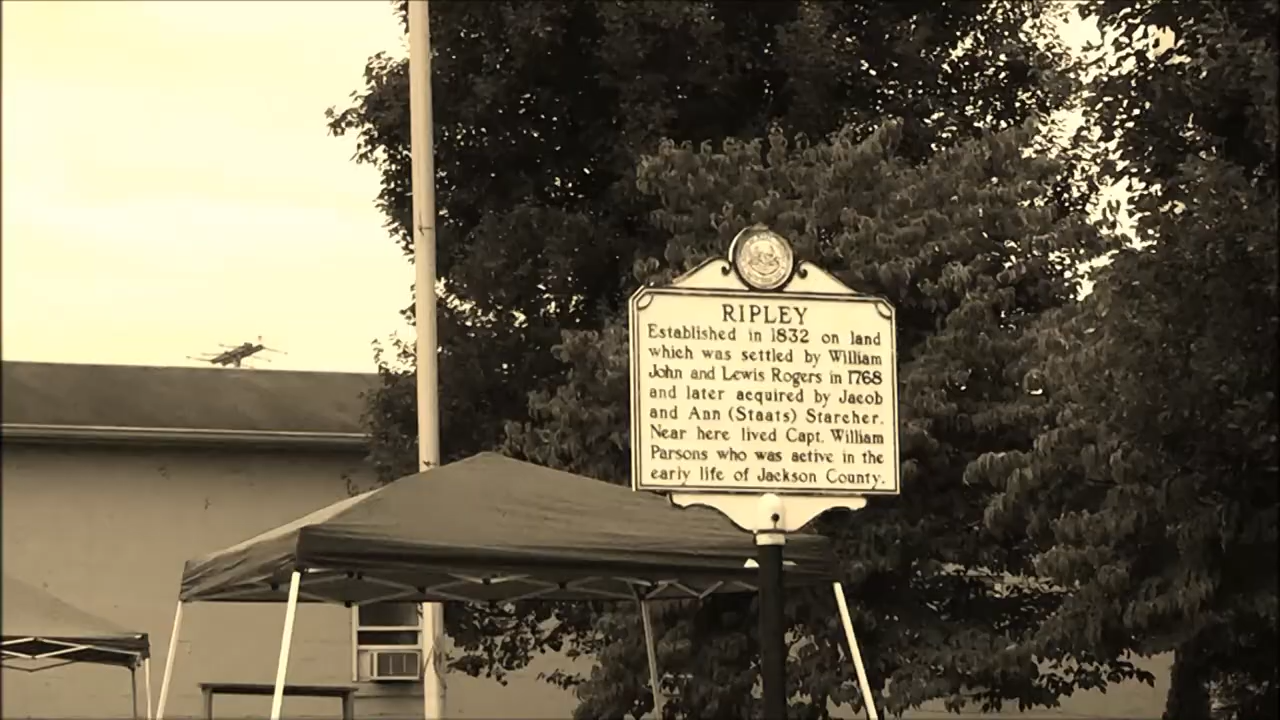 RIPLEY
Established in 1832 on land
which was settled by William
John and Lewis Rogers in 1768
and later acquired by Jacob
and Ann (Staats) Starcher.
Near here lived Capt. William
Parsons who was active in the
early life of Jackson County.